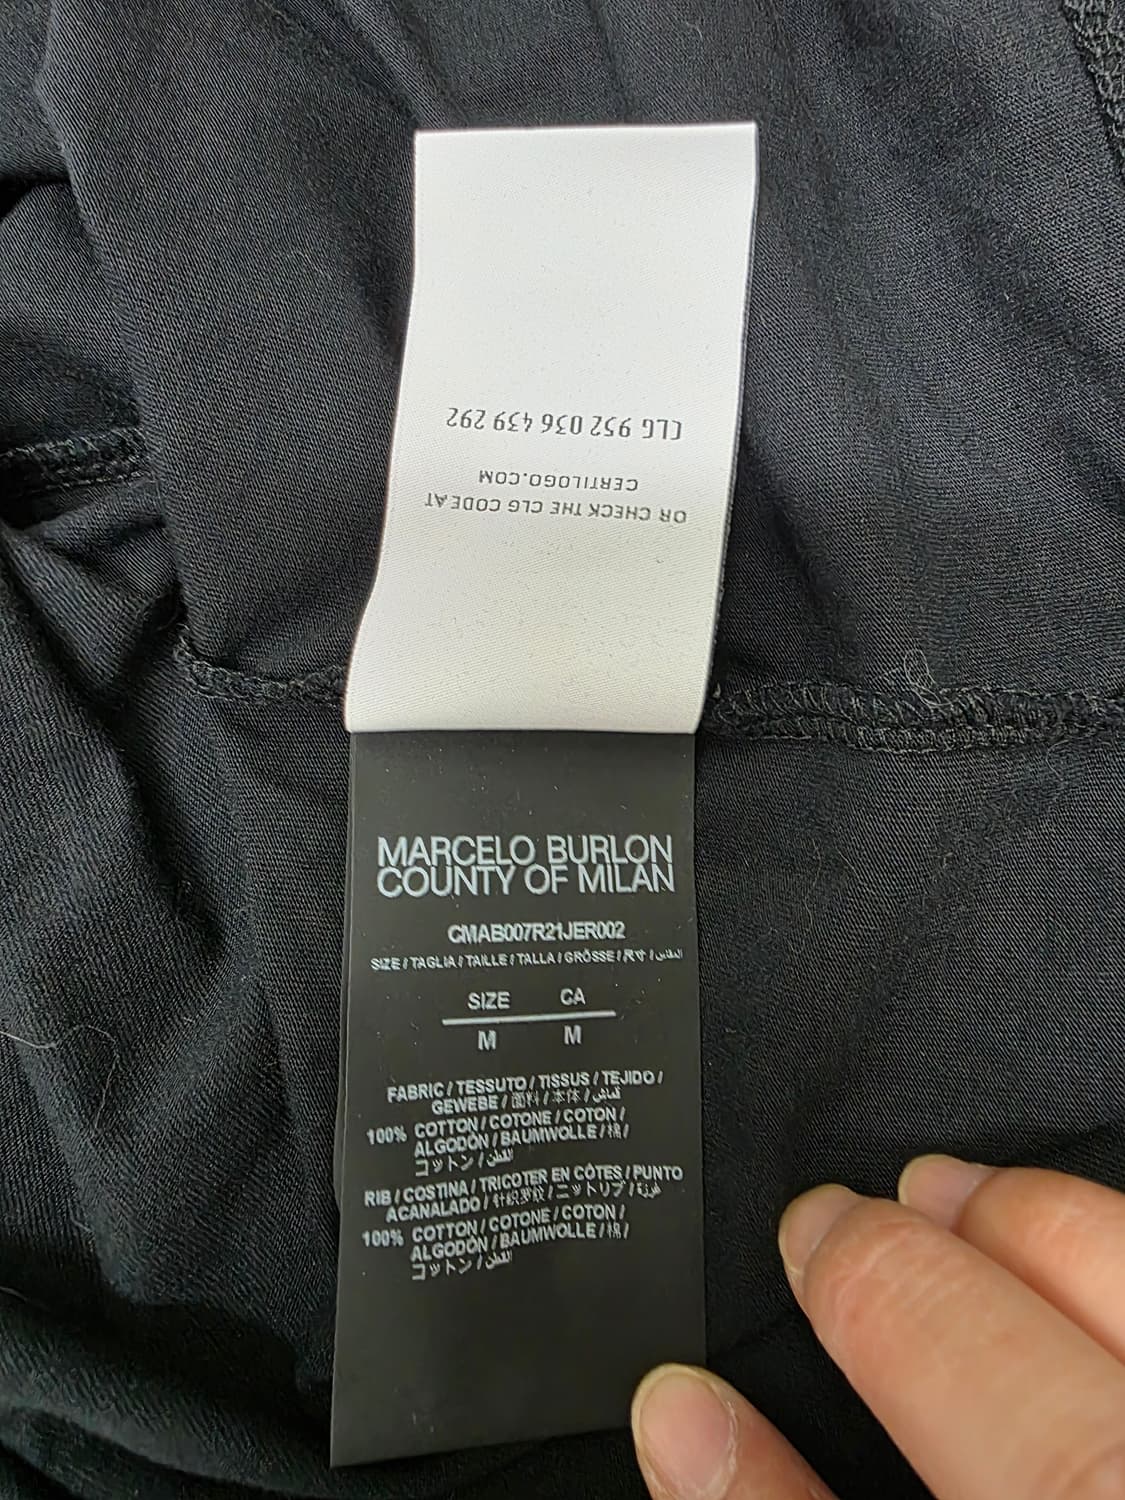 OR CHECK THE CLG CODE AT
CERTILOGO.COM
CLG 952 036 439 292
MARCELO BURLON
COUNTY OF MILAN
CMAB007R21JER002
SIZE / TAGLIA / TAILLE / TALLA / GRÖSSE / 尺寸 / المقاس
SIZE CA
M M
FABRIC / TESSUTO / TISSUS / TEJIDO /
GEWEBE / 面料 / 本体 / قماش
100% COTTON / COTONE / COTON /
ALGODÓN / BAUMWOLLE / 棉 /
コットン / القطن
RIB / COSTINA / TRICOTER EN CÔTES / PUNTO
ACANALADO / 针织罗纹 / ニットリブ /
100% COTTON / COTONE / COTON /
ALGODÓN / BAUMWOLLE / 棉 /
コットン / القطن